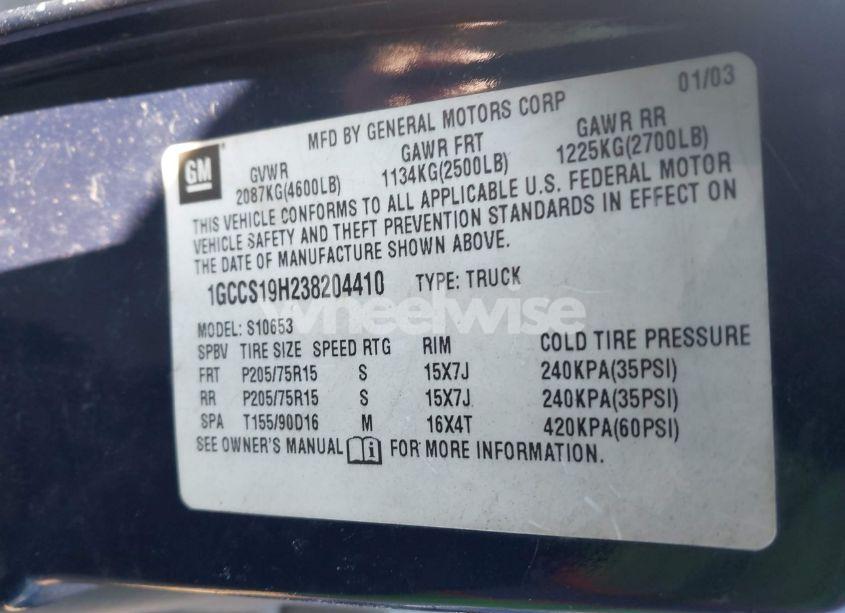 01/03
MFD BY GENERAL MOTORS CORP
GM
GVWR GAWR FRT GAWR RR
2087KG(4600LB) 1134KG(2500LB) 1225KG(2700LB)
THIS VEHICLE CONFORMS TO ALL APPLICABLE U.S. FEDERAL MOTOR
VEHICLE SAFETY AND THEFT PREVENTION STANDARDS IN EFFECT ON
THE DATE OF MANUFACTURE SHOWN ABOVE.
1GCCS19H238204410 TYPE: TRUCK
wheelwise
MODEL: S10653
SPBV TIRE SIZE SPEED RTG RIM COLD TIRE PRESSURE
FRT P205/75R15 S 15X7J 240KPA(35PSI)
RR P205/75R15 S 15X7J 240KPA(35PSI)
SPA T155/90D16 M 16X4T 420KPA(60PSI)
SEE OWNER'S MANUAL i FOR MORE INFORMATION.